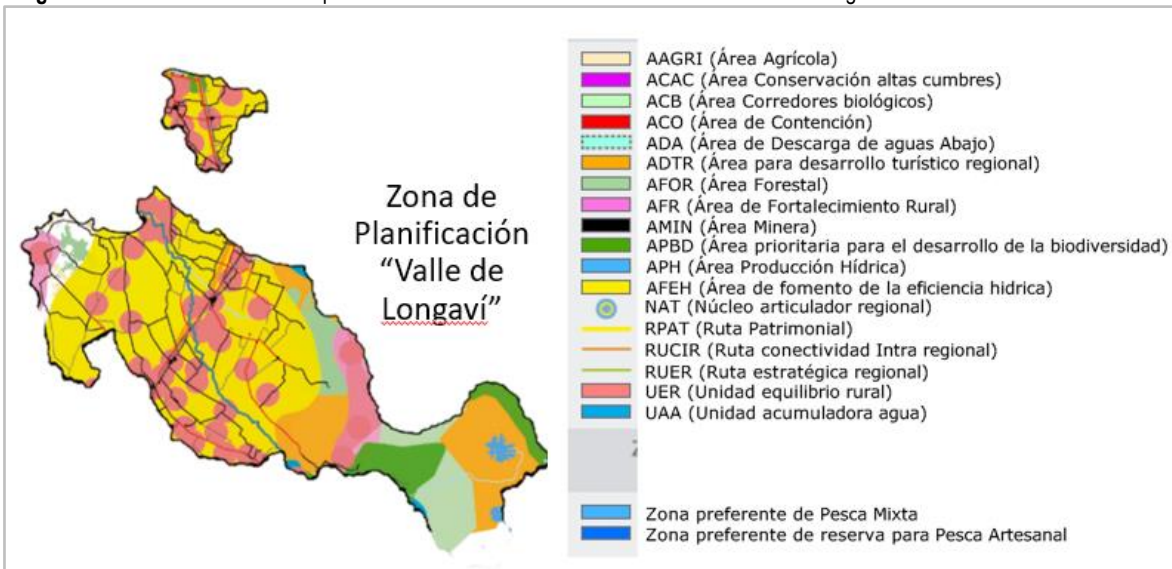 Zona de
Planificación
“Valle de
Longaví”
AAGRI (Área Agrícola)
ACAC (Área Conservación altas cumbres)
ACB (Área Corredores biológicos)
ACO (Área de Contención)
ADA (Área de Descarga de aguas Abajo)
ADTR (Área para desarrollo turístico regional)
AFOR (Área Forestal)
AFR (Área de Fortalecimiento Rural)
AMIN (Área Minera)
APBD (Área prioritaria para el desarrollo de la biodiversidad)
APH (Área Producción Hídrica)
AFEH (Área de fomento de la eficiencia hidrica)
NAT (Núcleo articulador regional)
RPAT (Ruta Patrimonial)
RUCIR (Ruta conectividad Intra regional)
RUER (Ruta estratégica regional)
UER (Unidad equilibrio rural)
UAA (Unidad acumuladora agua)
Zona preferente de Pesca Mixta
Zona preferente de reserva para Pesca Artesanal